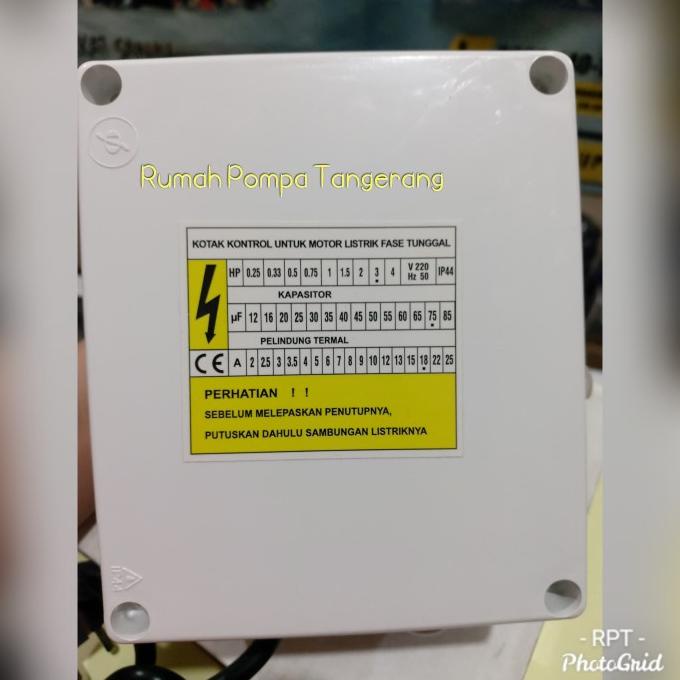 Rumah Pompa Tangerang
KOTAK KONTROL UNTUK MOTOR LISTRIK FASE TUNGGAL
HP 0.25 0.33 0.5 0.75 1 1.5 2 3 4 V 220 Hz 50 IP44
KAPASITOR
µF 12 16 20 25 30 35 40 45 50 55 60 65 75 85
PELINDUNG TERMAL
CE A 2 2.5 3 3.5 4 5 6 7 8 9 10 12 13 15 18 22 25
PERHATIAN ! !
SEBELUM MELEPASKAN PENUTUPNYA,
PUTUSKAN DAHULU SAMBUNGAN LISTRIKNYA
- RPT -
PhotoGrid